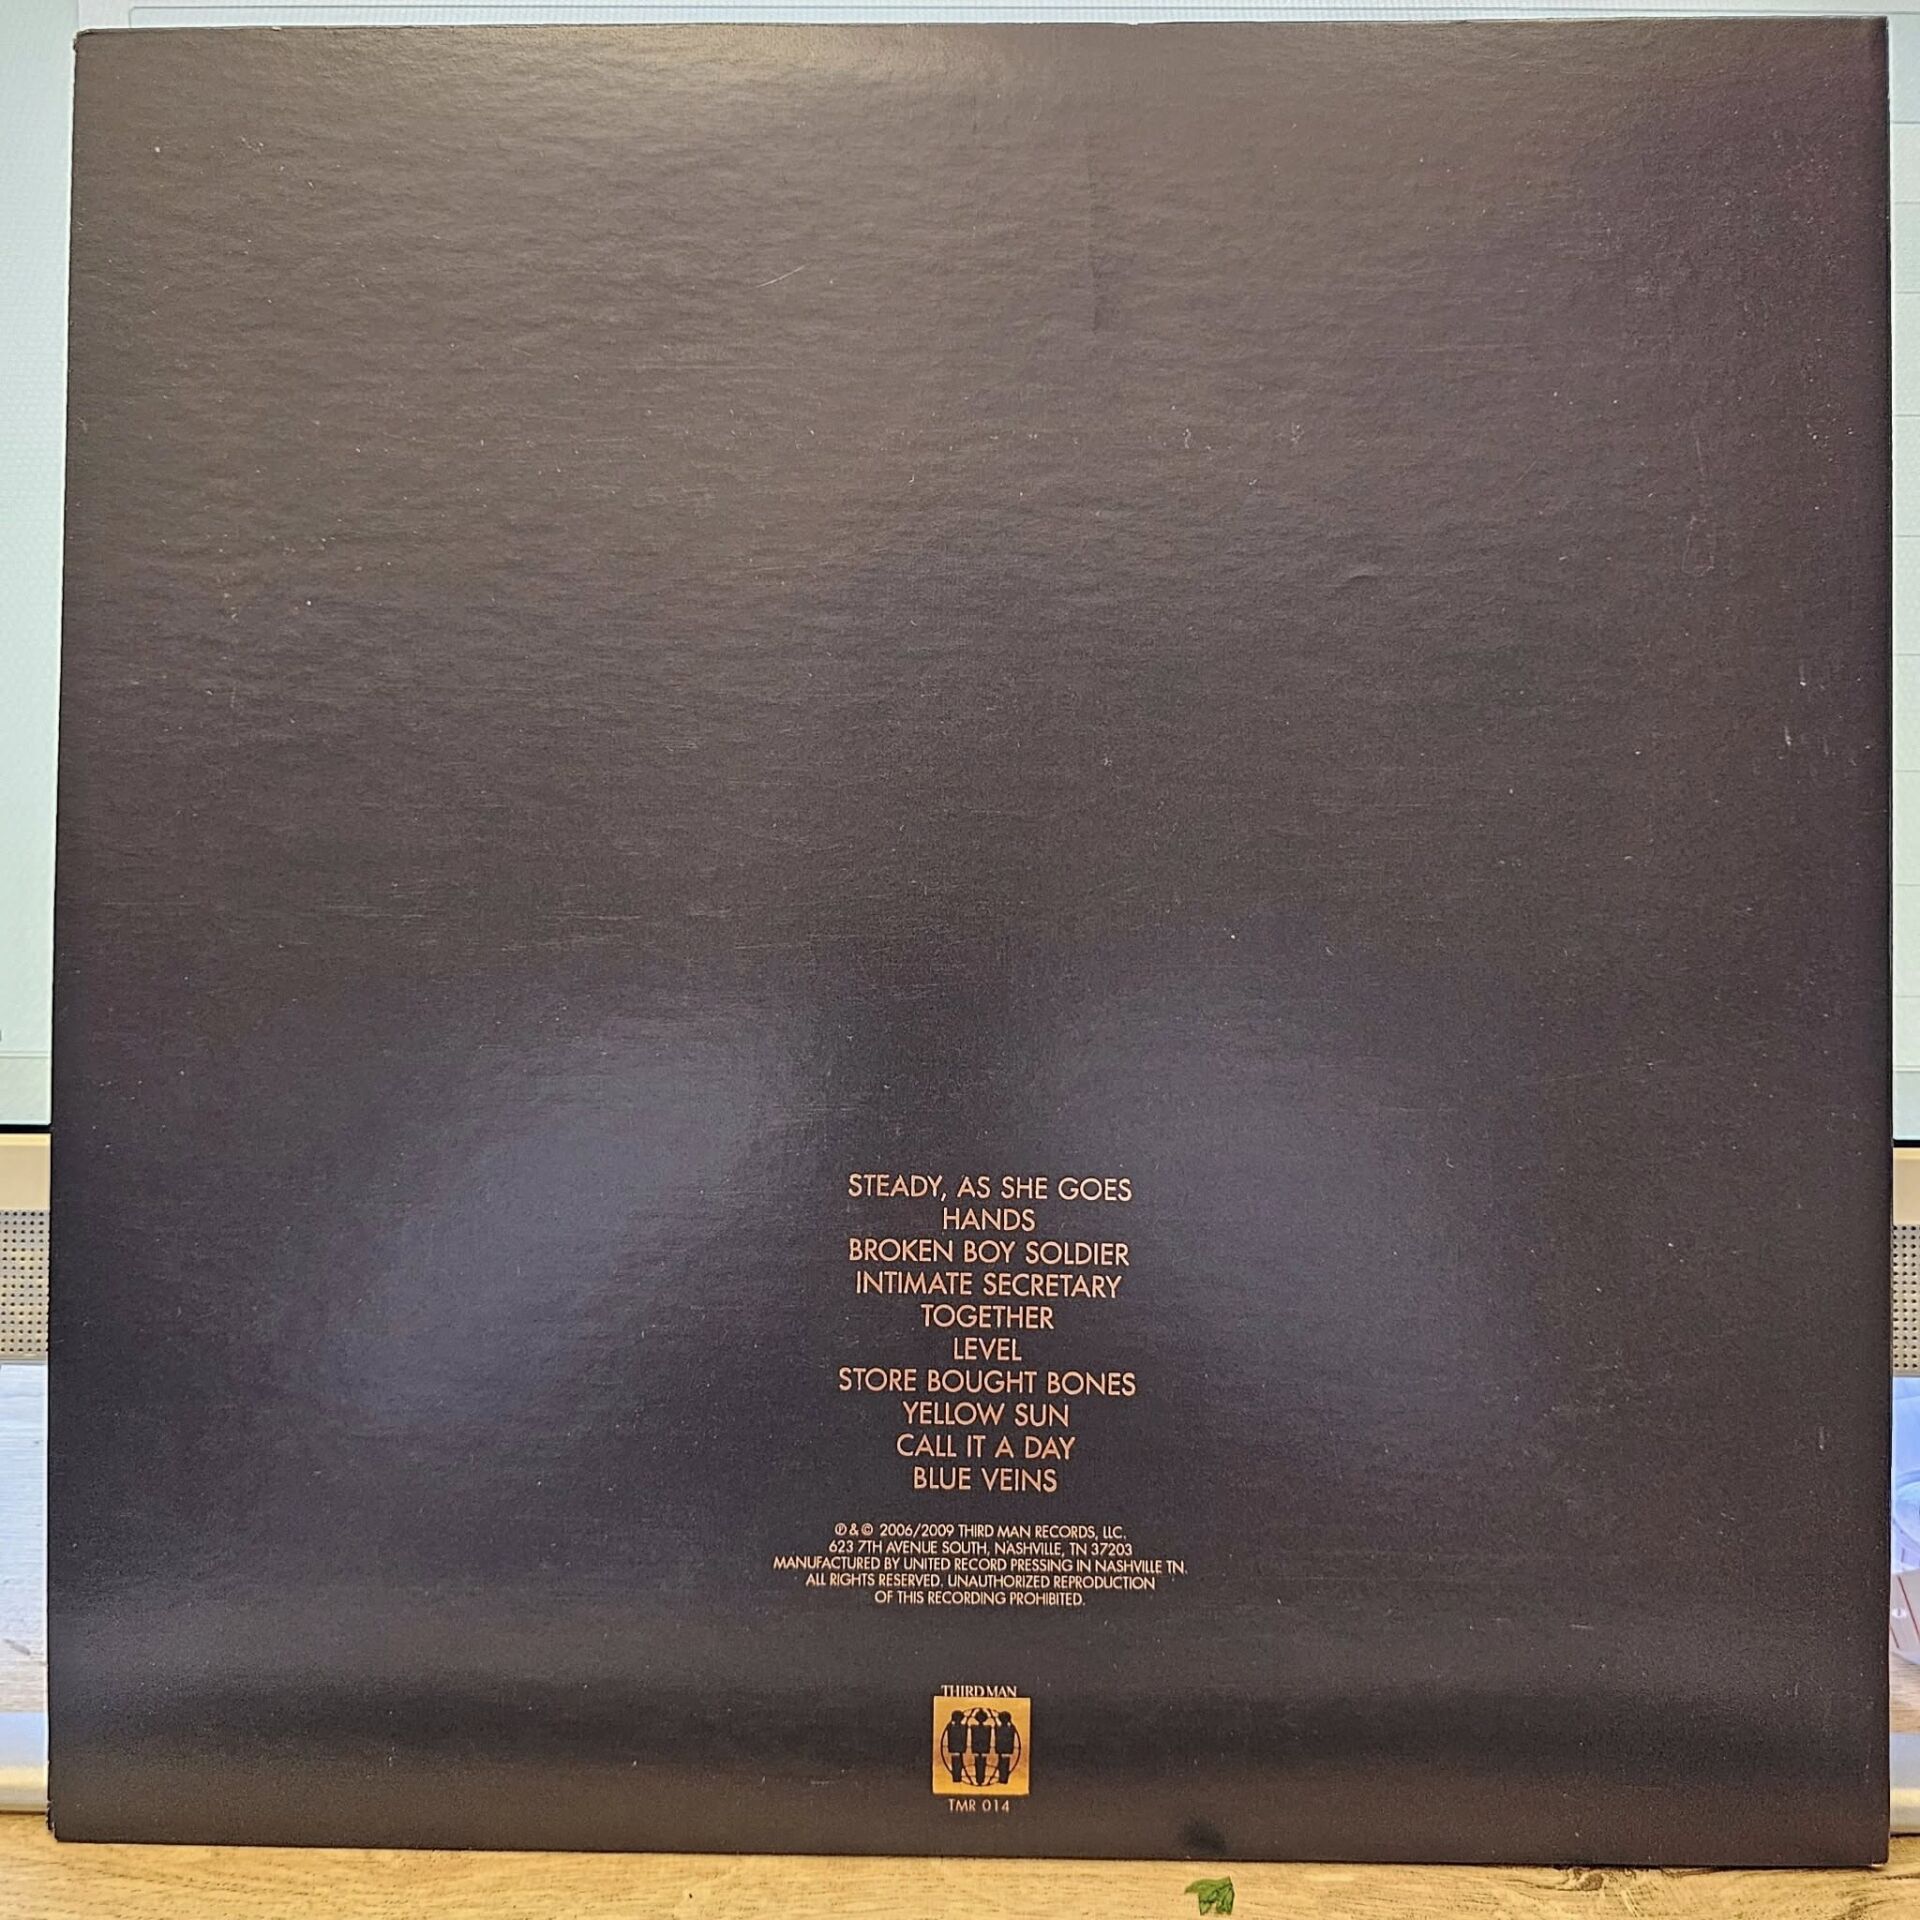 STEADY, AS SHE GOES
HANDS
BROKEN BOY SOLDIER
INTIMATE SECRETARY
TOGETHER
LEVEL
STORE BOUGHT BONES
YELLOW SUN
CALL IT A DAY
BLUE VEINS
℗ & © 2006/2009 THIRD MAN RECORDS, LLC.
623 7TH AVENUE SOUTH, NASHVILLE, TN 37203
MANUFACTURED BY UNITED RECORD PRESSING IN NASHVILLE TN.
ALL RIGHTS RESERVED. UNAUTHORIZED REPRODUCTION
OF THIS RECORDING PROHIBITED.
THIRD MAN
TMR 014